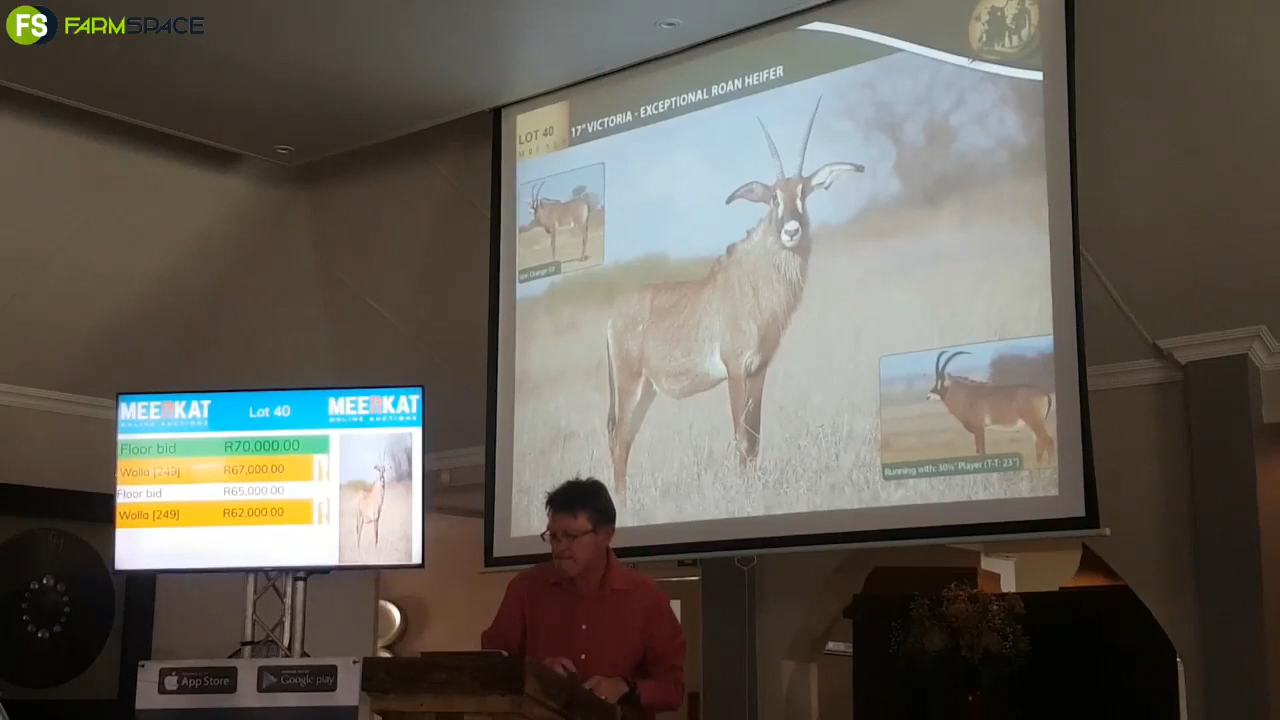 FS FARMSPACE
LOT 40
17" VICTORIA - EXCEPTIONAL ROAN HEIFER
Running with: 30⅜" Player (T-T: 23")
MEERKAT
ONLINE AUCTIONS
Lot 40
MEERKAT
ONLINE AUCTIONS
Floor bid R70,000.00
Wolla [249] R67,000.00
Floor bid R65,000.00
Wolla [249] R62,000.00
App Store
Google play